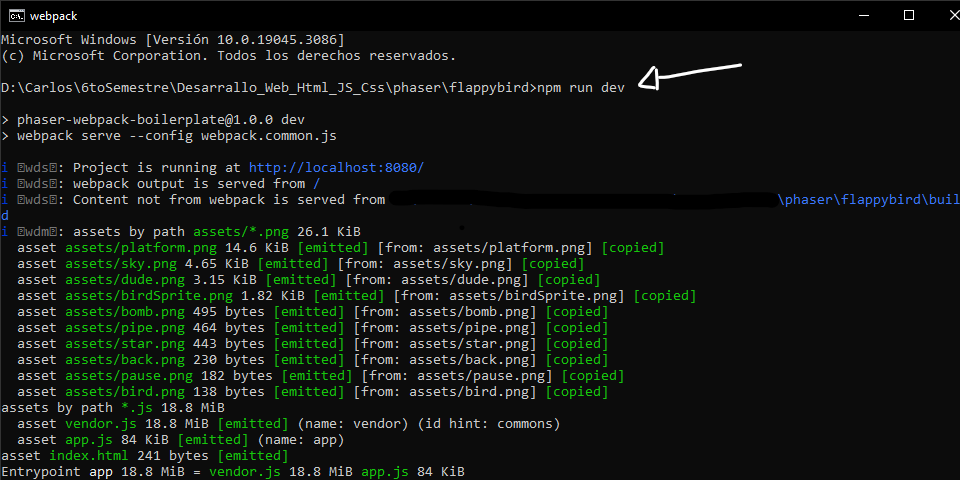 webpack
Microsoft Windows [Versión 10.0.19045.3086]
(c) Microsoft Corporation. Todos los derechos reservados.
D:\Carlos\6toSemestre\Desarrallo_Web_Html_JS_Css\phaser\flappybird>npm run dev
> phaser-webpack-boilerplate@1.0.0 dev
> webpack serve --config webpack.common.js
i ⍰wds⍰: Project is running at http://localhost:8080/
i ⍰wds⍰: webpack output is served from /
i ⍰wds⍰: Content not from webpack is served from \phaser\flappybird\buil
d
i ⍰wdm⍰: assets by path assets/*.png 26.1 KiB
asset assets/platform.png 14.6 KiB [emitted] [from: assets/platform.png] [copied]
asset assets/sky.png 4.65 KiB [emitted] [from: assets/sky.png] [copied]
asset assets/dude.png 3.15 KiB [emitted] [from: assets/dude.png] [copied]
asset assets/birdSprite.png 1.82 KiB [emitted] [from: assets/birdSprite.png] [copied]
asset assets/bomb.png 495 bytes [emitted] [from: assets/bomb.png] [copied]
asset assets/pipe.png 464 bytes [emitted] [from: assets/pipe.png] [copied]
asset assets/star.png 443 bytes [emitted] [from: assets/star.png] [copied]
asset assets/back.png 230 bytes [emitted] [from: assets/back.png] [copied]
asset assets/pause.png 182 bytes [emitted] [from: assets/pause.png] [copied]
asset assets/bird.png 138 bytes [emitted] [from: assets/bird.png] [copied]
assets by path *.js 18.8 MiB
asset vendor.js 18.8 MiB [emitted] (name: vendor) (id hint: commons)
asset app.js 84 KiB [emitted] (name: app)
asset index.html 241 bytes [emitted]
Entrypoint app 18.8 MiB = vendor.js 18.8 MiB app.js 84 KiB